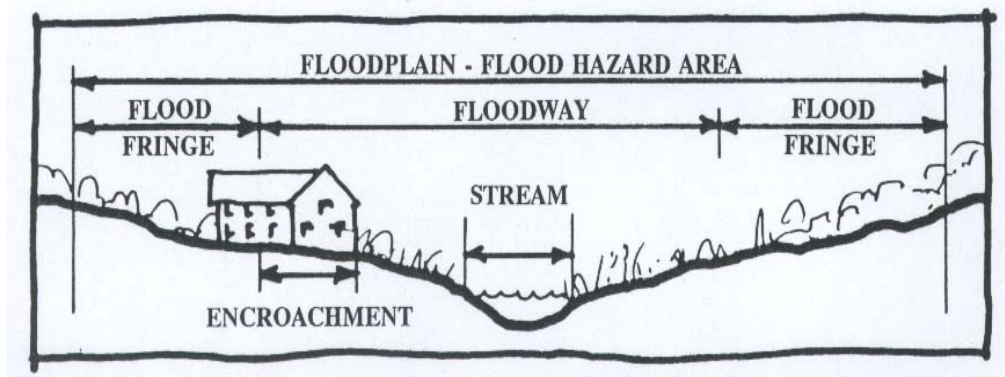 FLOODPLAIN - FLOOD HAZARD AREA
FLOOD
FRINGE
FLOODWAY
FLOOD
FRINGE
STREAM
ENCROACHMENT